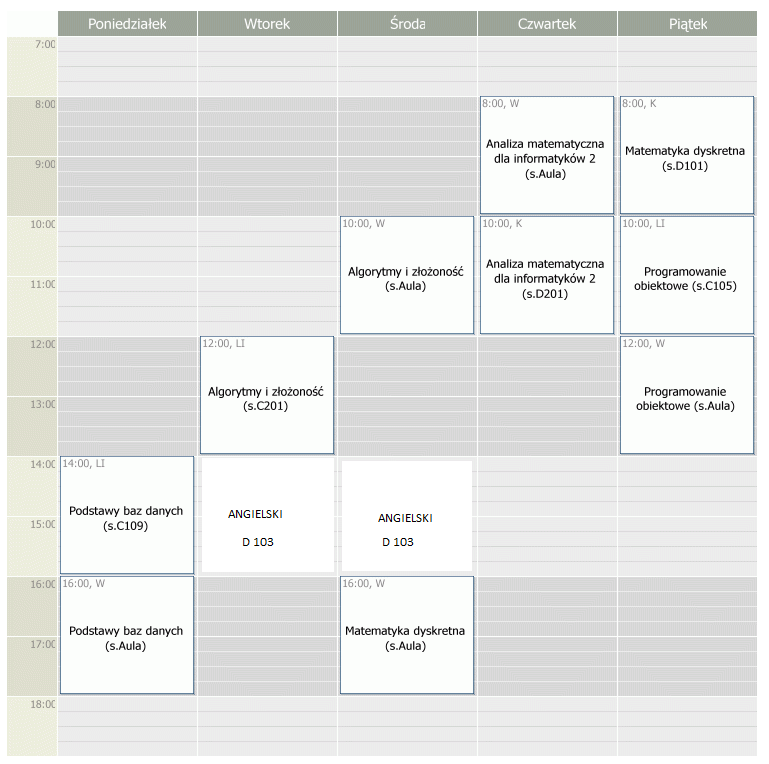 Poniedziałek Wtorek Środa Czwartek Piątek
7:00
8:00
8:00, W
Analiza matematyczna
dla informatyków 2
(s.Aula)
8:00, K
Matematyka dyskretna
(s.D101)
9:00
10:00
10:00, W
Algorytmy i złożoność
(s.Aula)
10:00, K
Analiza matematyczna
dla informatyków 2
(s.D201)
10:00, LI
Programowanie
obiektowe (s.C105)
11:00
12:00
12:00, LI
Algorytmy i złożoność
(s.C201)
12:00, W
Programowanie
obiektowe (s.Aula)
13:00
14:00
14:00, LI
Podstawy baz danych
(s.C109)
ANGIELSKI
D 103
ANGIELSKI
D 103
15:00
16:00
16:00, W
Podstawy baz danych
(s.Aula)
16:00, W
Matematyka dyskretna
(s.Aula)
17:00
18:00